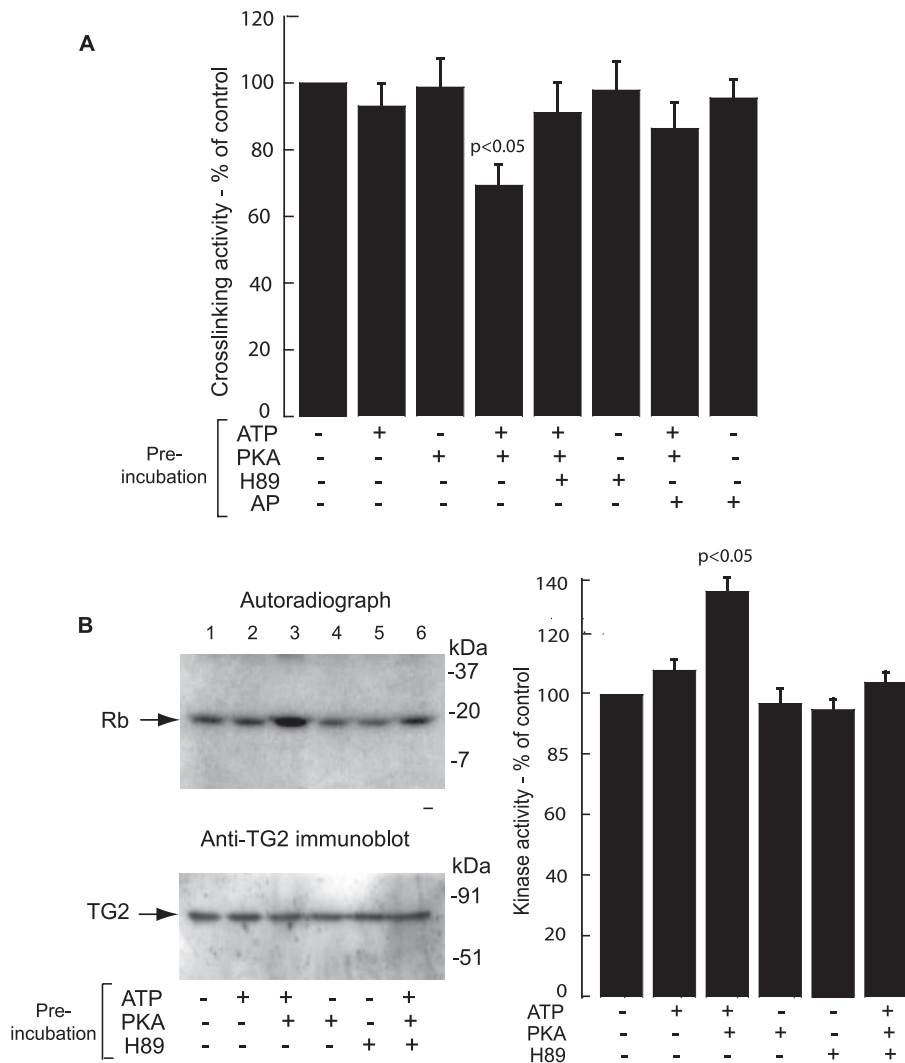 A
Crosslinking activity - % of control
120
100
80
60
40
20
0
p<0.05
Pre-
incubation
ATP - + - + + - + -
PKA - - + + + - + -
H89 - - - - + + - -
AP - - - - - - + +
B
Autoradiograph
1 2 3 4 5 6
kDa
-37
Rb
-20
-7
–
Anti-TG2 immunoblot
kDa
-91
TG2
-51
Pre-
incubation
ATP - + + - - +
PKA - - + + - +
H89 - - - - + +
Kinase activity - % of control
140
120
100
85
60
40
20
0
p<0.05
ATP - + + - - +
PKA - - + + - +
H89 - - - - + +